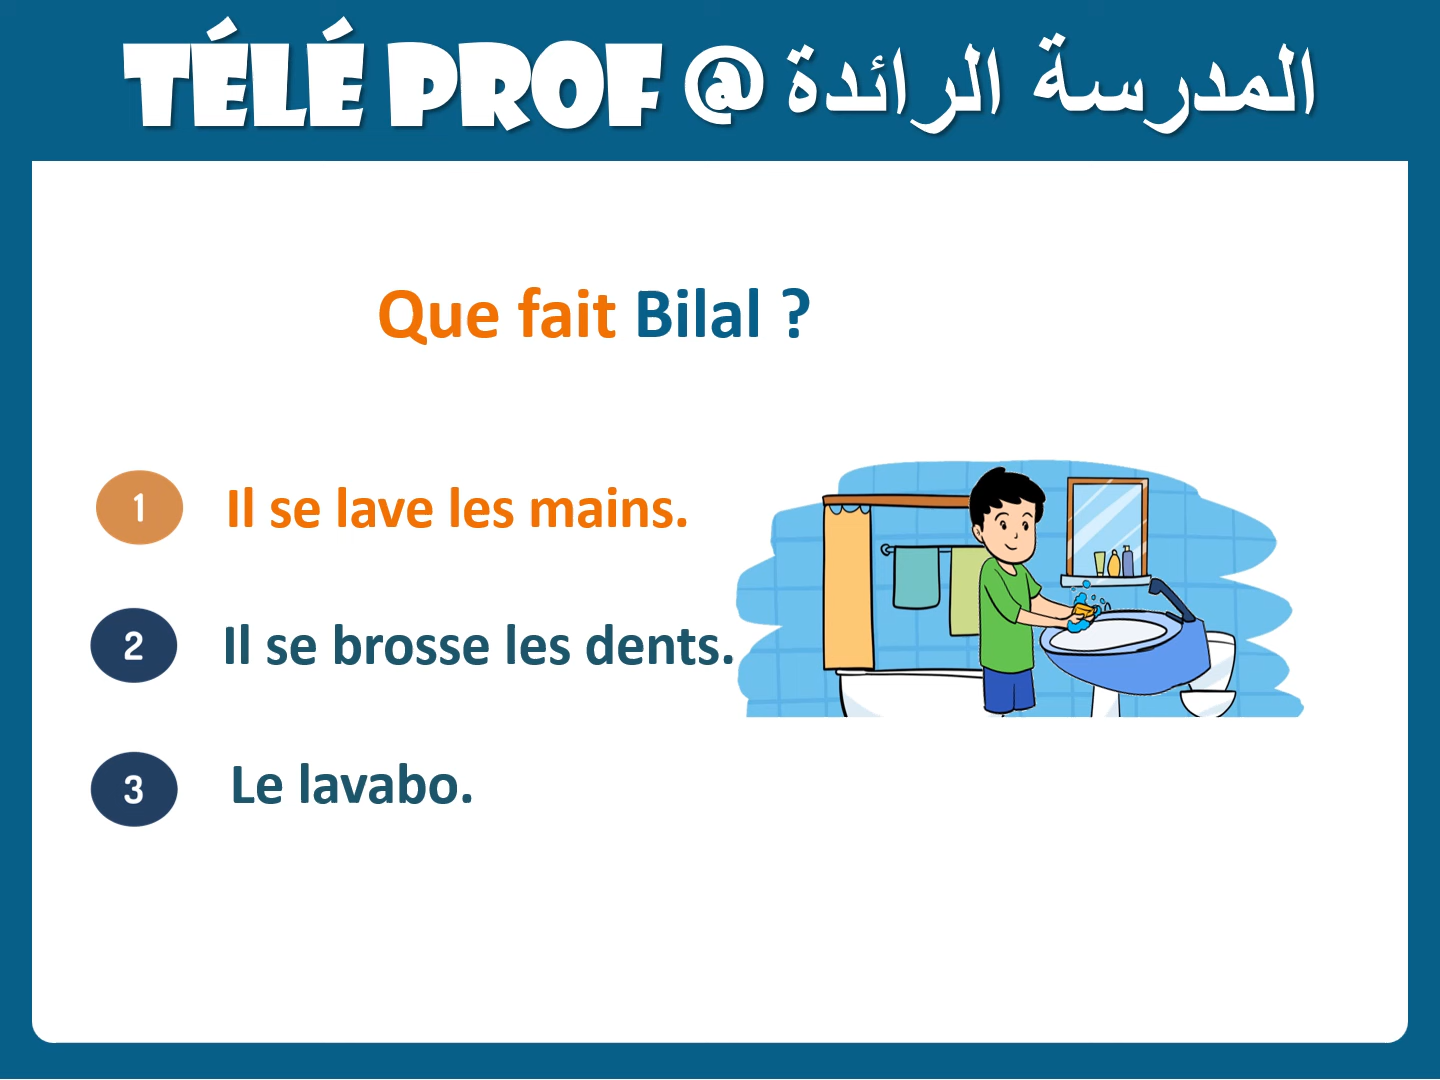 TÉLÉ PROF @ المدرسة الرائدة
Que fait Bilal ?
1 Il se lave les mains.
2 Il se brosse les dents.
3 Le lavabo.